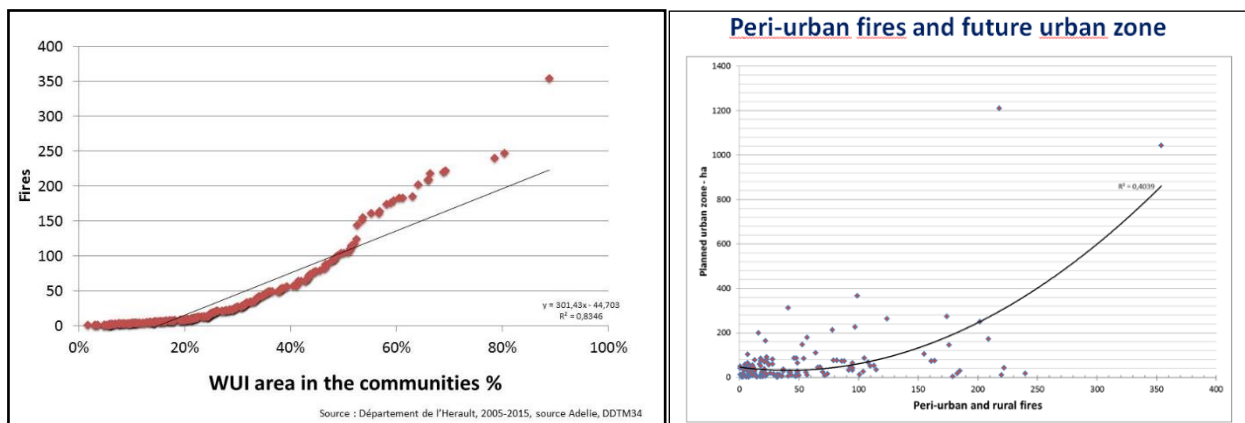 400
350
300
250
200
150
100
50
0
Fires
0% 20% 40% 60% 80% 100%
y = 301,43x - 44,703
R² = 0,8346
WUI area in the communities %
Source : Département de l'Herault, 2005-2015, source Adelie, DDTM34
Peri-urban fires and future urban zone
1400
1200
1000
800
600
400
200
0
Planned urban zone - ha
R² = 0,4039
0 50 100 150 200 250 300 350 400
Peri-urban and rural fires